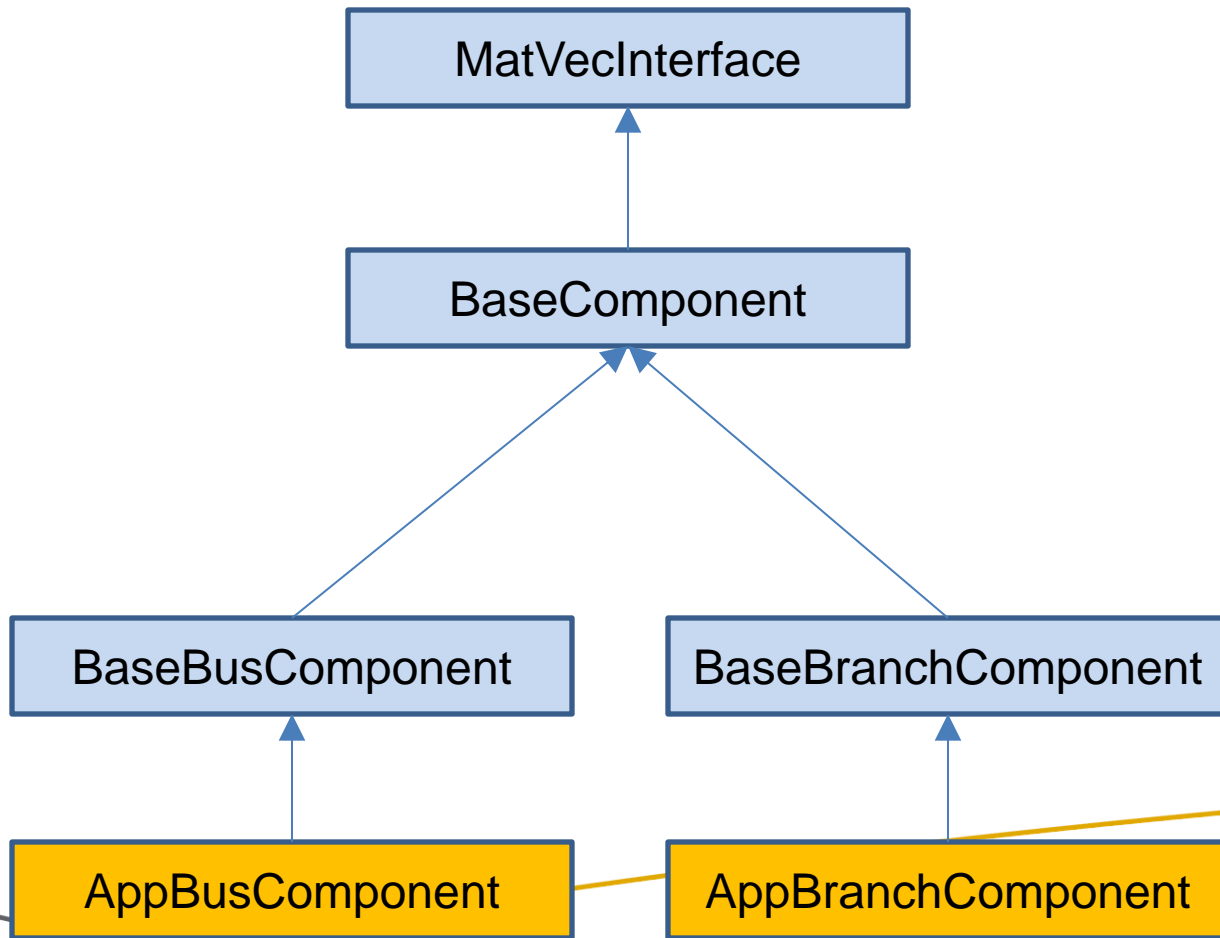 MatVecInterface
BaseComponent
BaseBusComponent
BaseBranchComponent
AppBusComponent
AppBranchComponent